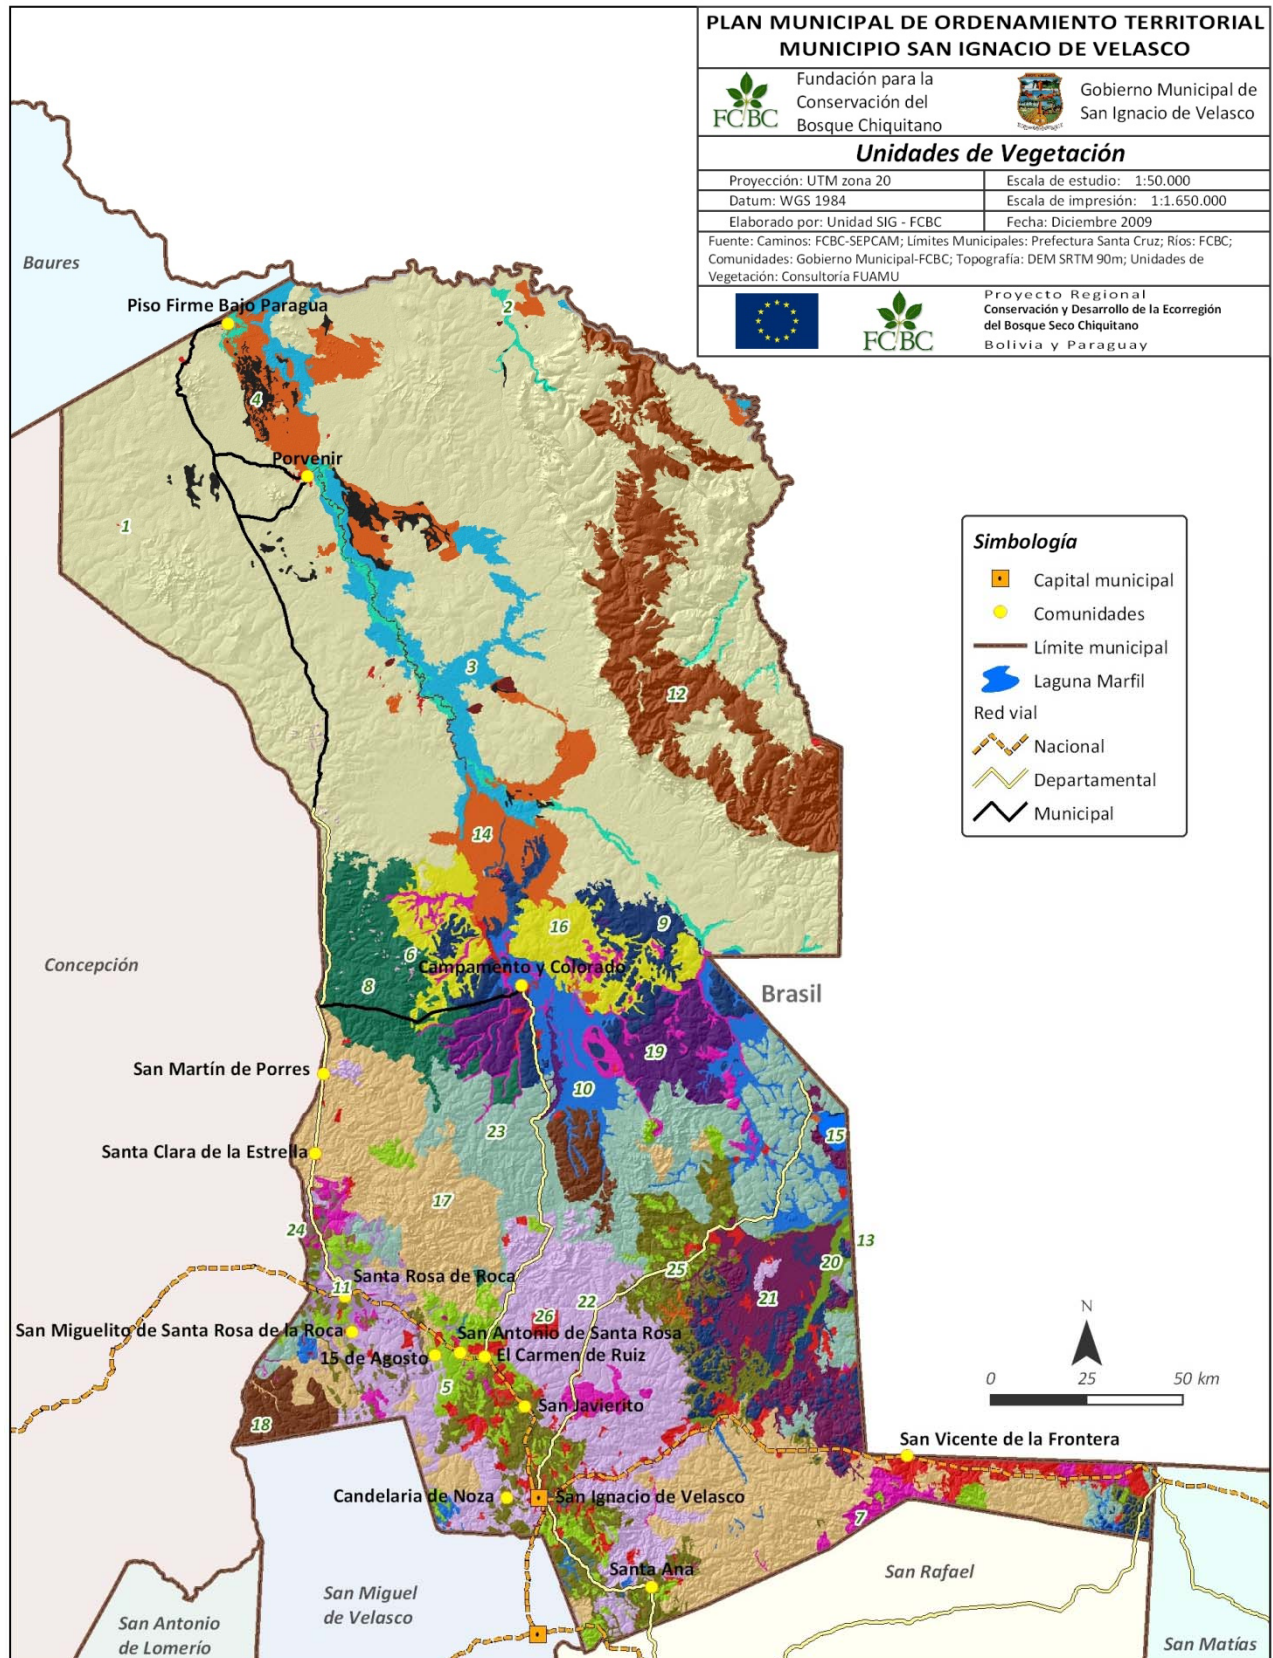 PLAN MUNICIPAL DE ORDENAMIENTO TERRITORIAL
MUNICIPIO SAN IGNACIO DE VELASCO
FCBC
Fundación para la
Conservación del
Bosque Chiquitano
Gobierno Municipal de
San Ignacio de Velasco
Unidades de Vegetación
Proyección: UTM zona 20
Escala de estudio: 1:50.000
Datum: WGS 1984
Escala de impresión: 1:1.650.000
Elaborado por: Unidad SIG - FCBC
Fecha: Diciembre 2009
Fuente: Caminos: FCBC-SEPCAM; Límites Municipales: Prefectura Santa Cruz; Ríos: FCBC;
Comunidades: Gobierno Municipal-FCBC; Topografía: DEM SRTM 90m; Unidades de
Vegetación: Consultoría FUAMU
FCBC
Proyecto Regional
Conservación y Desarrollo de la Ecorregión
del Bosque Seco Chiquitano
Bolivia y Paraguay
Baures
Piso Firme Bajo Paragua
2
4
Porvenir
1
3
12
Simbología
Capital municipal
Comunidades
Límite municipal
Laguna Marfil
Red vial
Nacional
Departamental
Municipal
14
16
9
6
Concepción
Campamento y Colorado
8
Brasil
19
San Martín de Porres
10
23
15
Santa Clara de la Estrella
17
24
13
20
25
Santa Rosa de Roca
11
21
22
26
San Miguelito de Santa Rosa de la Roca
San Antonio de Santa Rosa
15 de Agosto
El Carmen de Ruiz
N
0 25 50 km
5
San Javierito
18
San Vicente de la Frontera
Candelaria de Noza
San Ignacio de Velasco
7
Santa Ana
San Rafael
San Miguel
de Velasco
San Antonio
de Lomerío
San Matías